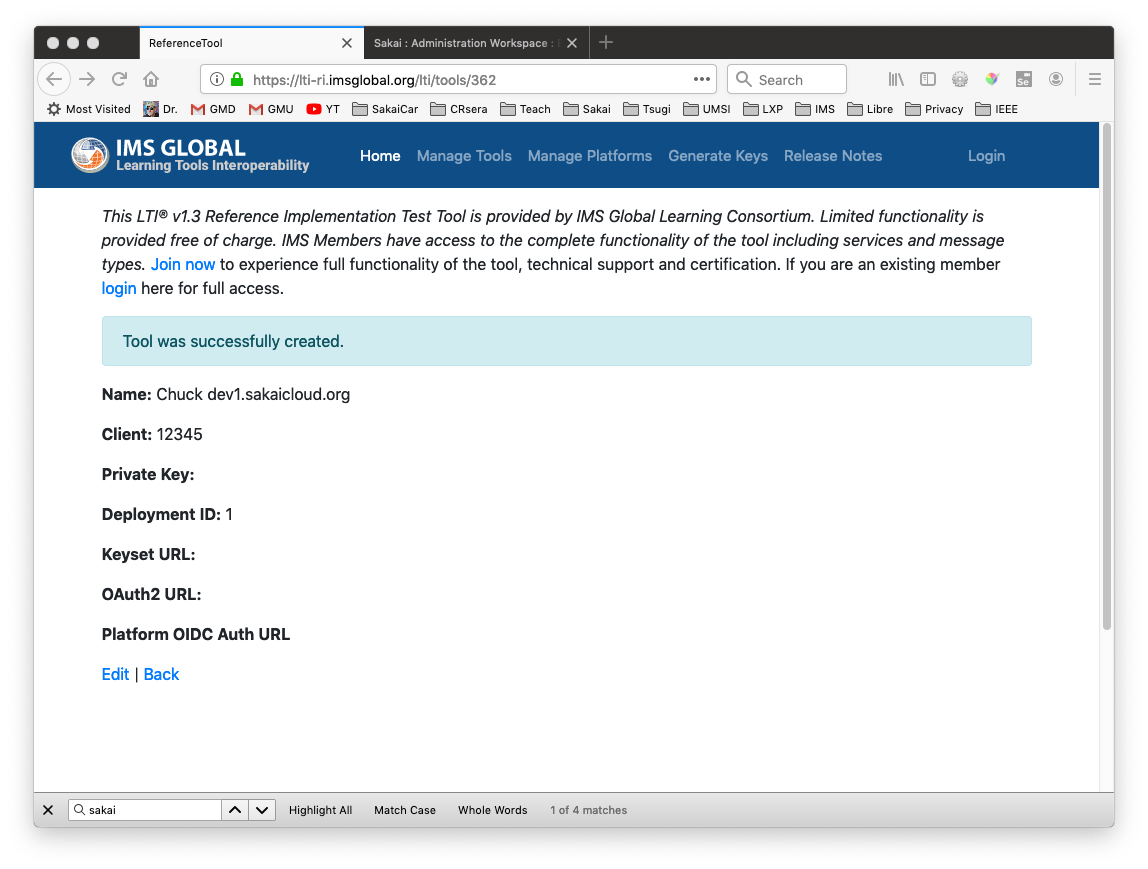 ReferenceTool
Sakai : Administration Workspace :
https://lti-ri.imsglobal.org/lti/tools/362
Search
Se
Most Visited Dr. GMD GMU YT SakaiCar CRsera Teach Sakai Tsugi UMSI LXP IMS Libre Privacy IEEE
IMS GLOBAL
Learning Tools Interoperability
Home Manage Tools Manage Platforms Generate Keys Release Notes Login
This LTI® v1.3 Reference Implementation Test Tool is provided by IMS Global Learning Consortium. Limited functionality is
provided free of charge. IMS Members have access to the complete functionality of the tool including services and message
types. Join now to experience full functionality of the tool, technical support and certification. If you are an existing member
login here for full access.
Tool was successfully created.
Name: Chuck dev1.sakaicloud.org
Client: 12345
Private Key:
Deployment ID: 1
Keyset URL:
OAuth2 URL:
Platform OIDC Auth URL
Edit | Back
sakai Highlight All Match Case Whole Words 1 of 4 matches